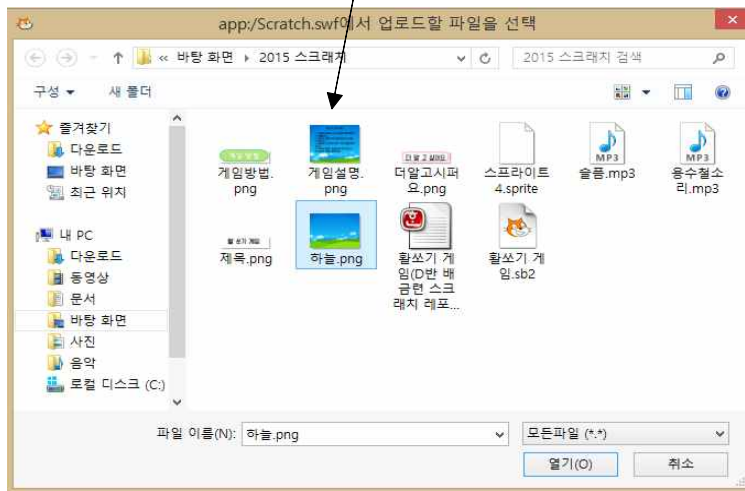 app:/Scratch.swf에서 업로드할 파일을 선택
« 바탕 화면 ▸ 2015 스크래치
2015 스크래치 검색
구성 ▾ 새 폴더
즐겨찾기
다운로드
바탕 화면
최근 위치
내 PC
다운로드
동영상
문서
바탕 화면
사진
음악
로컬 디스크 (C:)
게임방법.
png
게임설명.
png
더알고시퍼
요.png
스프라이트
4.sprite
MP3
슬픔.mp3
MP3
용수철소
리.mp3
제목.png
하늘.png
활쏘기 게
임(D반 배
금련 스크
래치 레포...
활쏘기 게
임.sb2
파일 이름(N): 하늘.png
모든파일 (*.*)
열기(O) 취소